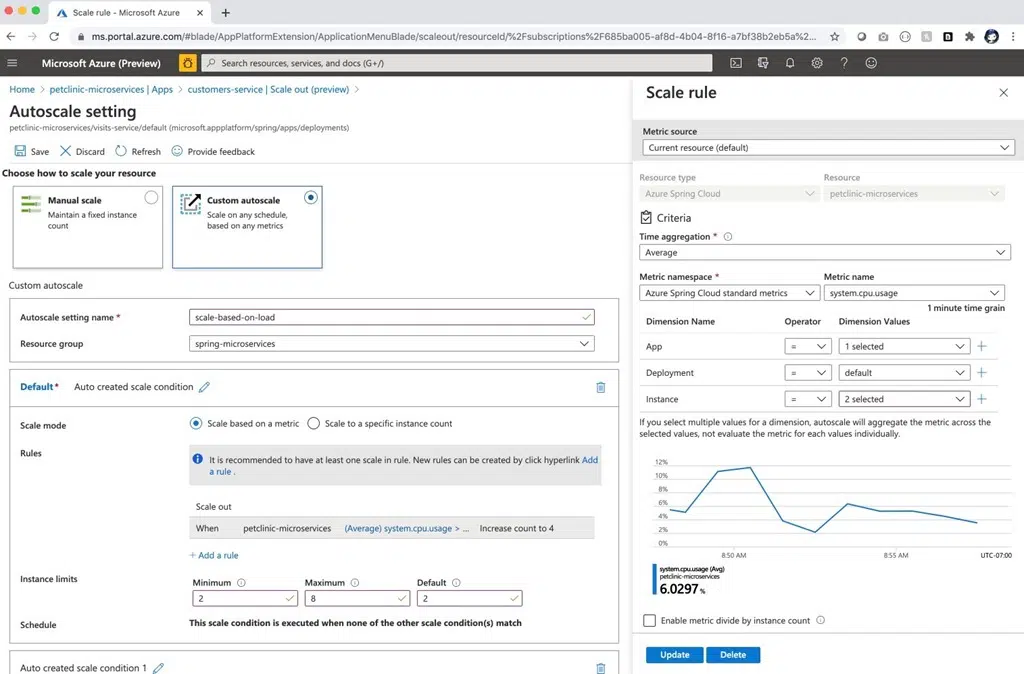 Scale rule - Microsoft Azure
ms.portal.azure.com/#blade/AppPlatformExtension/ApplicationMenuBlade/scaleout/resourceId/%2Fsubscriptions%2F685ba005-af8d-4b04-8f16-a7bf38b2eb5a%2...
Microsoft Azure (Preview)
Search resources, services, and docs (G+/)
Home > petclinic-microservices | Apps > customers-service | Scale out (preview) >
Autoscale setting
petclinic-microservices/visits-service/default (microsoft.appplatform/spring/apps/deployments)
Save Discard Refresh Provide feedback
Choose how to scale your resource
Manual scale
Maintain a fixed instance
count
Custom autoscale
Scale on any schedule,
based on any metrics
Custom autoscale
Autoscale setting name *
scale-based-on-load
Resource group
spring-microservices
Default* Auto created scale condition
Scale mode
Scale based on a metric Scale to a specific instance count
Rules
It is recommended to have at least one scale in rule. New rules can be created by click hyperlink Add
a rule .
Scale out
When petclinic-microservices (Average) system.cpu.usage > ... Increase count to 4
+ Add a rule
Instance limits
Minimum Maximum Default
2 8 2
Schedule
This scale condition is executed when none of the other scale condition(s) match
Auto created scale condition 1
Scale rule
Metric source
Current resource (default)
Resource type Resource
Azure Spring Cloud petclinic-microservices
Criteria
Time aggregation *
Average
Metric namespace * Metric name
Azure Spring Cloud standard metrics system.cpu.usage
1 minute time grain
Dimension Name Operator Dimension Values
App = 1 selected +
Deployment = default +
Instance = 2 selected +
If you select multiple values for a dimension, autoscale will aggregate the metric across the
selected values, not evaluate the metric for each values individually.
12%
10%
8%
6%
4%
2%
0%
8:50 AM 8:55 AM UTC-07:00
system.cpu.usage (Avg)
petclinic-microservices
6.0297 %
Enable metric divide by instance count
Update Delete